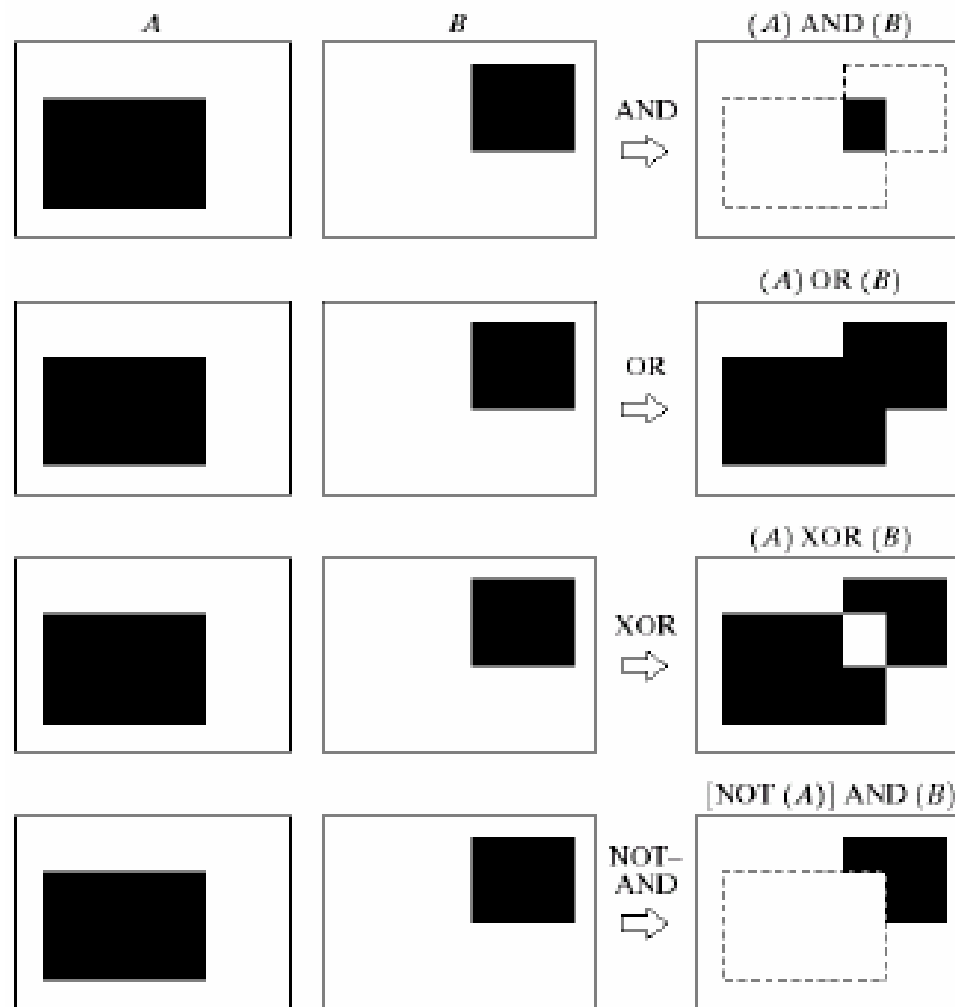 A
B
(A) AND (B)
AND
(A) OR (B)
OR
(A) XOR (B)
XOR
[NOT (A)] AND (B)
NOT–
AND